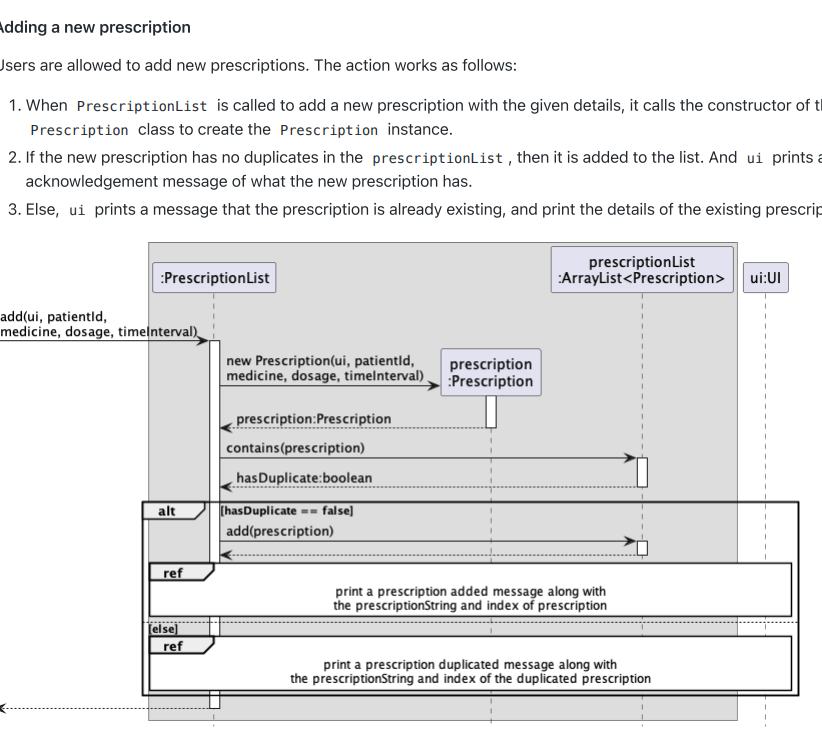 Adding a new prescription
Users are allowed to add new prescriptions. The action works as follows:
1. When PrescriptionList is called to add a new prescription with the given details, it calls the constructor of
Prescription class to create the Prescription instance.
2. If the new prescription has no duplicates in the prescriptionList , then it is added to the list. And ui prints
acknowledgement message of what the new prescription has.
3. Else, ui prints a message that the prescription is already existing, and print the details of the existing
prescriptionList
:PrescriptionList
:ArrayList<Prescription>
ui:UI
add(ui, patientId,
medicine, dosage, timeInterval)
new Prescription(ui, patientId,
medicine, dosage, timeInterval)
prescription
:Prescription
prescription:Prescription
contains(prescription)
hasDuplicate:boolean
alt
[hasDuplicate == false]
add(prescription)
ref
print a prescription added message along with
the prescriptionString and index of prescription
[else]
ref
print a prescription duplicated message along with
the prescriptionString and index of the duplicated prescription